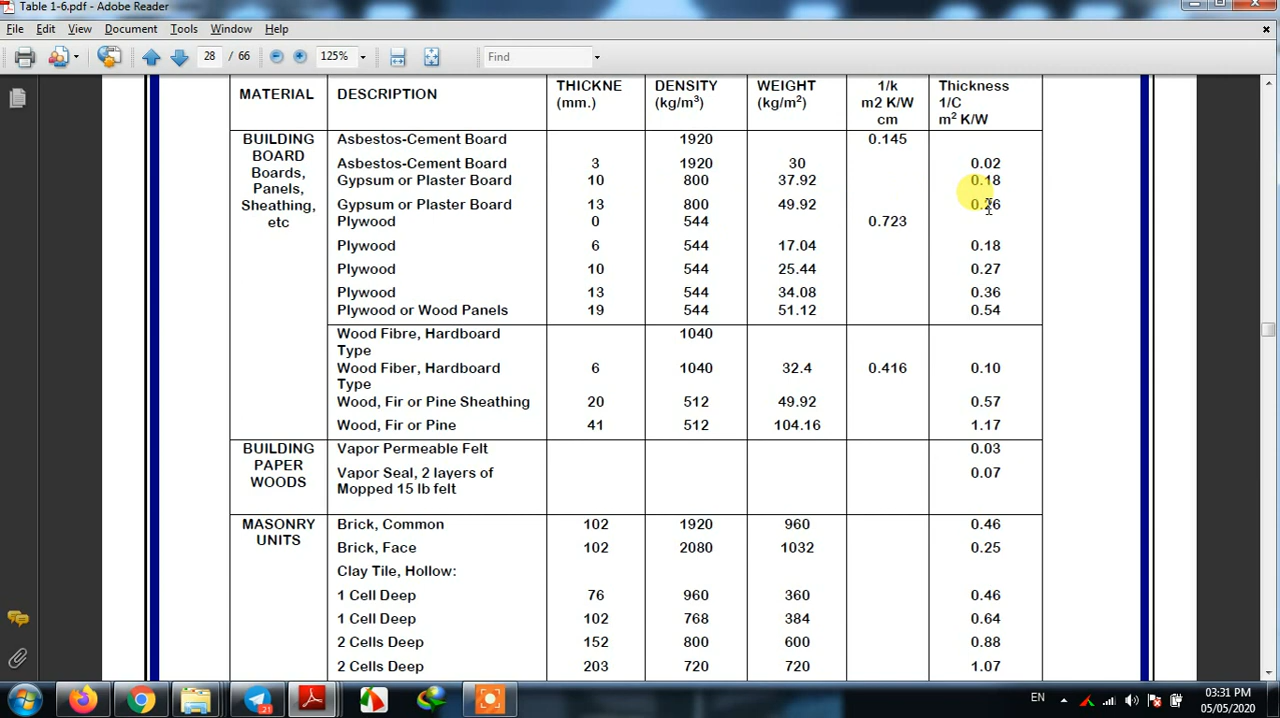 Table 1-6.pdf - Adobe Reader
File Edit View Document Tools Window Help
28 / 66 125% Find
MATERIAL DESCRIPTION THICKNE (mm.) DENSITY (kg/m³) WEIGHT (kg/m²) 1/k m2 K/W cm Thickness 1/C m² K/W
BUILDING BOARD Boards, Panels, Sheathing, etc
Asbestos-Cement Board 1920 0.145
Asbestos-Cement Board 3 1920 30 0.02
Gypsum or Plaster Board 10 800 37.92 0.18
Gypsum or Plaster Board 13 800 49.92 0.26
Plywood 0 544 0.723
Plywood 6 544 17.04 0.18
Plywood 10 544 25.44 0.27
Plywood 13 544 34.08 0.36
Plywood or Wood Panels 19 544 51.12 0.54
Wood Fibre, Hardboard Type 1040
Wood Fiber, Hardboard Type 6 1040 32.4 0.416 0.10
Wood, Fir or Pine Sheathing 20 512 49.92 0.57
Wood, Fir or Pine 41 512 104.16 1.17
BUILDING PAPER WOODS
Vapor Permeable Felt 0.03
Vapor Seal, 2 layers of Mopped 15 lb felt 0.07
MASONRY UNITS
Brick, Common 102 1920 960 0.46
Brick, Face 102 2080 1032 0.25
Clay Tile, Hollow:
1 Cell Deep 76 960 360 0.46
1 Cell Deep 102 768 384 0.64
2 Cells Deep 152 800 600 0.88
2 Cells Deep 203 720 720 1.07
EN 03:31 PM
05/05/2020